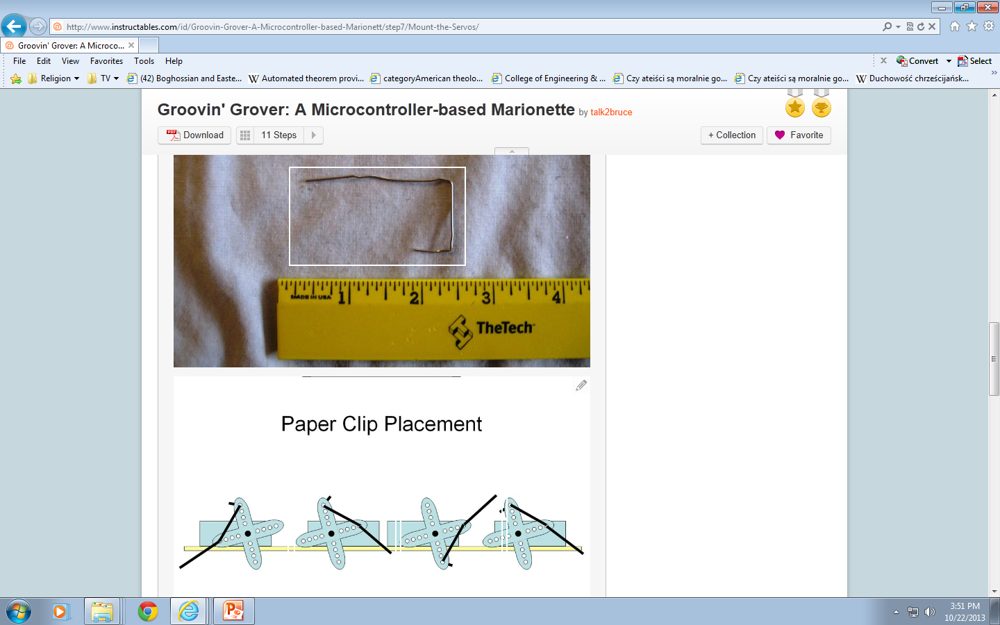 http://www.instructables.com/id/Groovin-Grover-A-Microcontroller-based-Marionett/step7/Mount-the-Servos/
Groovin' Grover: A Microco...
File Edit View Favorites Tools Help
Convert Select
Religion TV (42) Boghossian and Easte... Automated theorem provi... categoryAmerican theolo... College of Engineering & ... Czy ateiści są moralnie go... Czy ateiści są moralnie go... Duchowość chrześcijańsk...
Groovin' Grover: A Microcontroller-based Marionette by talk2bruce
PDF Download 11 Steps + Collection Favorite
MADE IN USA 1 2 3 4
TheTech
Paper Clip Placement
3:51 PM
10/22/2013